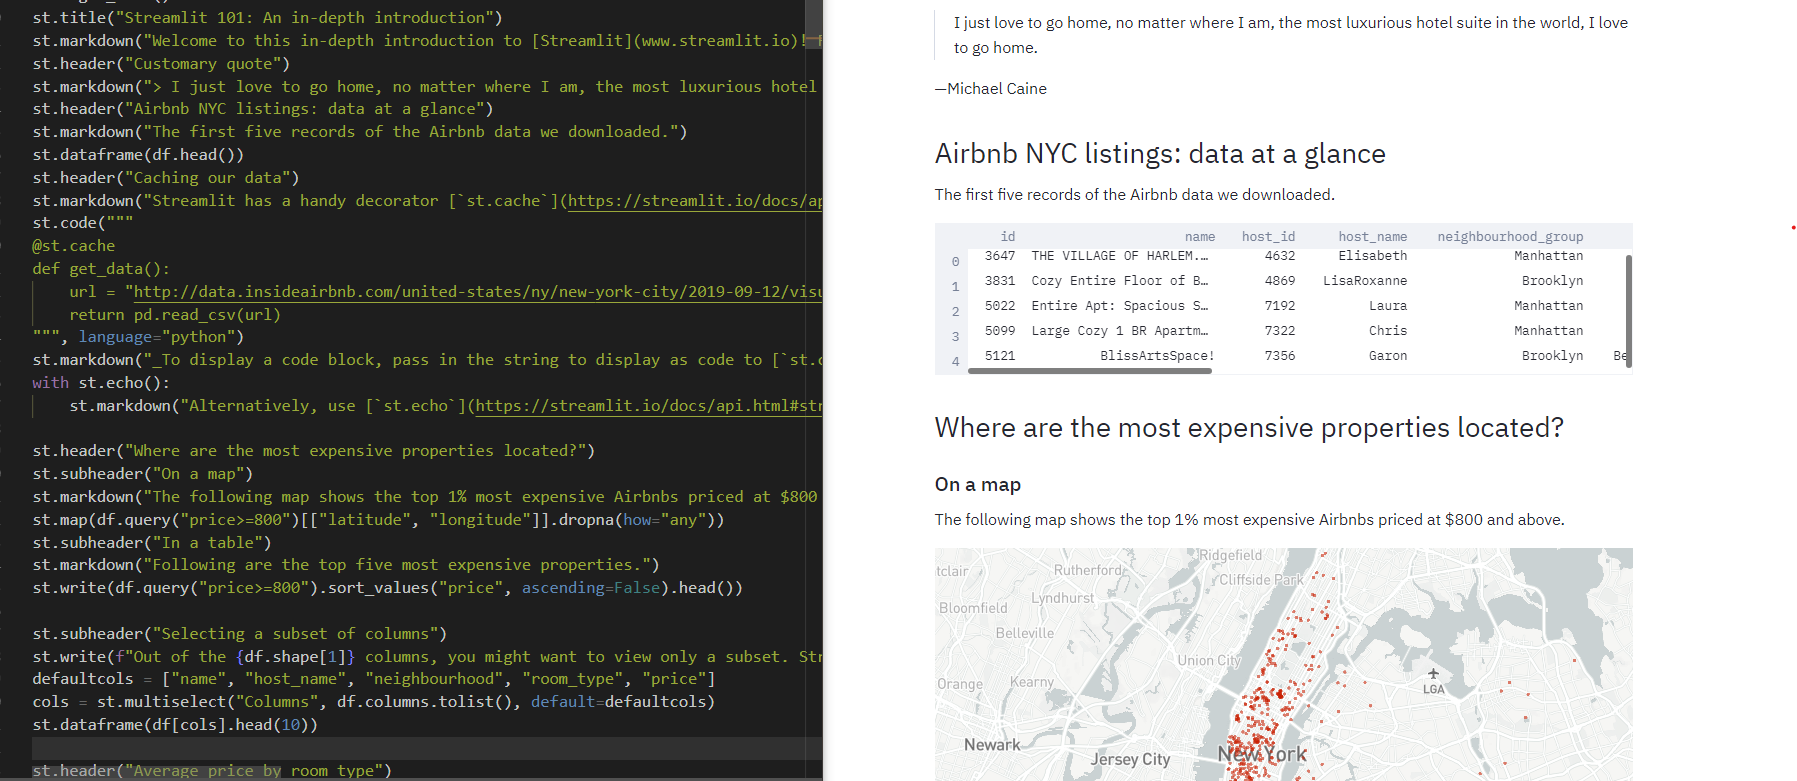 st.title("Streamlit 101: An in-depth introduction")
st.markdown("Welcome to this in-depth introduction to [Streamlit](www.streamlit.io)!
st.header("Customary quote")
st.markdown("> I just love to go home, no matter where I am, the most luxurious hotel
st.header("Airbnb NYC listings: data at a glance")
st.markdown("The first five records of the Airbnb data we downloaded.")
st.dataframe(df.head())
st.header("Caching our data")
st.markdown("Streamlit has a handy decorator [`st.cache`](https://streamlit.io/docs/ap
st.code("""
@st.cache
def get_data():
    url = "http://data.insideairbnb.com/united-states/ny/new-york-city/2019-09-12/visu
    return pd.read_csv(url)
""", language="python")
st.markdown("_To display a code block, pass in the string to display as code to [`st.c
with st.echo():
    st.markdown("Alternatively, use [`st.echo`](https://streamlit.io/docs/api.html#str
st.header("Where are the most expensive properties located?")
st.subheader("On a map")
st.markdown("The following map shows the top 1% most expensive Airbnbs priced at $800
st.map(df.query("price>=800")[["latitude", "longitude"]].dropna(how="any"))
st.subheader("In a table")
st.markdown("Following are the top five most expensive properties.")
st.write(df.query("price>=800").sort_values("price", ascending=False).head())
st.subheader("Selecting a subset of columns")
st.write(f"Out of the {df.shape[1]} columns, you might want to view only a subset. Str
defaultcols = ["name", "host_name", "neighbourhood", "room_type", "price"]
cols = st.multiselect("Columns", df.columns.tolist(), default=defaultcols)
st.dataframe(df[cols].head(10))
st.header("Average price by room type")
I just love to go home, no matter where I am, the most luxurious hotel suite in the world, I love
to go home.
—Michael Caine
Airbnb NYC listings: data at a glance
The first five records of the Airbnb data we downloaded.
id name host_id host_name neighbourhood_group
0 3647 THE VILLAGE OF HARLEM.… 4632 Elisabeth Manhattan
1 3831 Cozy Entire Floor of B… 4869 LisaRoxanne Brooklyn
2 5022 Entire Apt: Spacious S… 7192 Laura Manhattan
3 5099 Large Cozy 1 BR Apartm… 7322 Chris Manhattan
4 5121 BlissArtsSpace! 7356 Garon Brooklyn Be
Where are the most expensive properties located?
On a map
The following map shows the top 1% most expensive Airbnbs priced at $800 and above.
Ridgefield
tclair
Rutherford
Cliffside Park
Lyndhurst
Bloomfield
Belleville
Union City
Orange
Kearny
LGA
Newark
Jersey City
New York